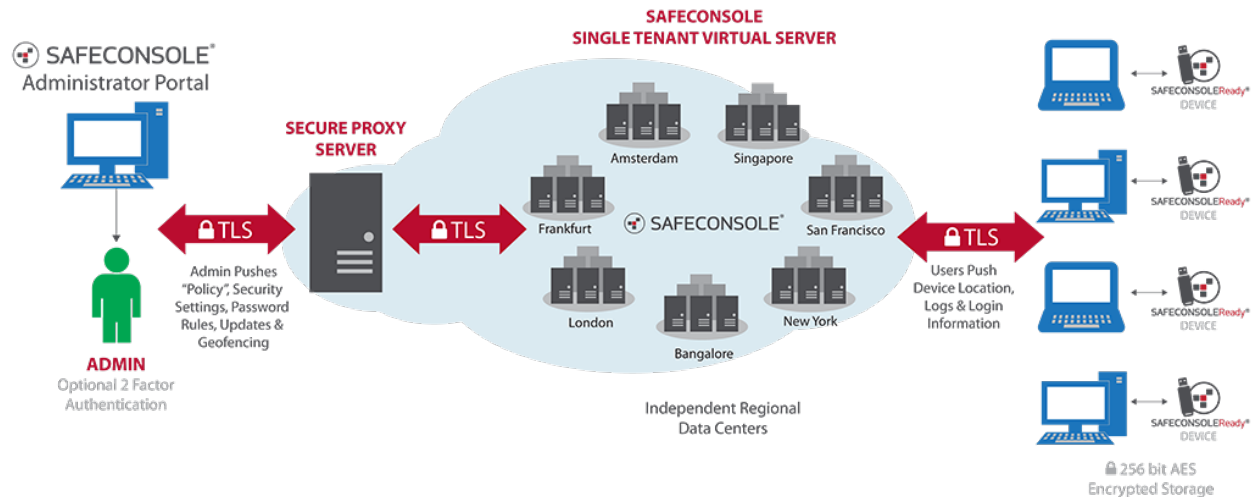 SAFECONSOLE®
Administrator Portal
ADMIN
Optional 2 Factor
Authentication
TLS
Admin Pushes
"Policy", Security
Settings, Password
Rules, Updates &
Geofencing
SECURE PROXY
SERVER
TLS
SAFECONSOLE
SINGLE TENANT VIRTUAL SERVER
Amsterdam
Singapore
Frankfurt
SAFECONSOLE®
San Francisco
London
New York
Bangalore
Independent Regional
Data Centers
TLS
Users Push
Device Location,
Logs & Login
Information
SAFECONSOLEReady®
DEVICE
SAFECONSOLEReady®
DEVICE
SAFECONSOLEReady®
DEVICE
SAFECONSOLEReady®
DEVICE
256 bit AES
Encrypted Storage